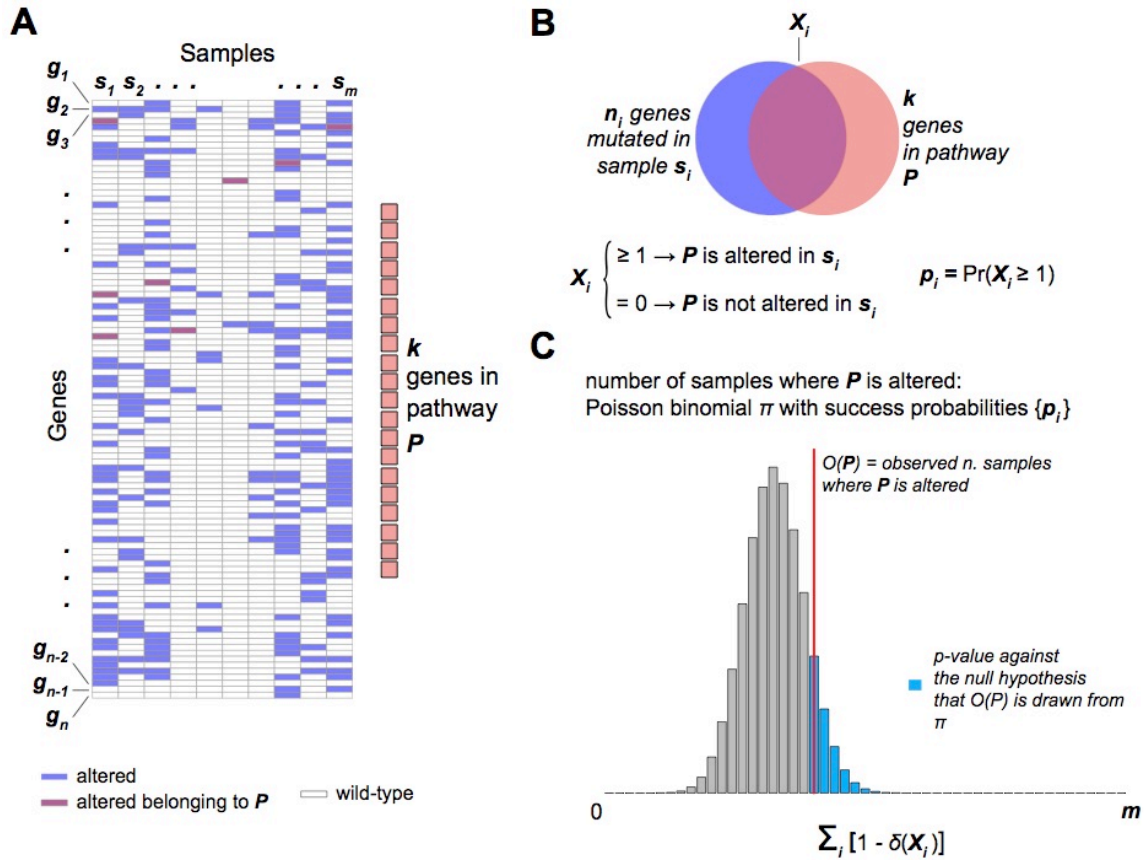 A
Samples
s1 s2 . . . . . . sm
g1
g2
g3
.
.
.
Genes
.
.
.
gn-2
gn-1
gn
k
genes in
pathway
P
altered
altered belonging to P
wild-type
B
Xi
ni genes
mutated in
sample si
k
genes
in pathway
P
Xi { ≥ 1 → P is altered in si
= 0 → P is not altered in si
pi = Pr(Xi ≥ 1)
C
number of samples where P is altered:
Poisson binomial π with success probabilities {pi}
O(P) = observed n. samples
where P is altered
p-value against
the null hypothesis
that O(P) is drawn from
π
0
m
Σi [1 - δ(Xi)]